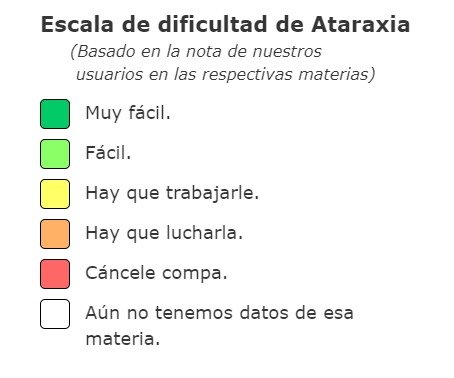 Escala de dificultad de Ataraxia
(Basado en la nota de nuestros
usuarios en las respectivas materias)
Muy fácil.
Fácil.
Hay que trabajarle.
Hay que lucharla.
Cáncele compa.
Aún no tenemos datos de esa
materia.